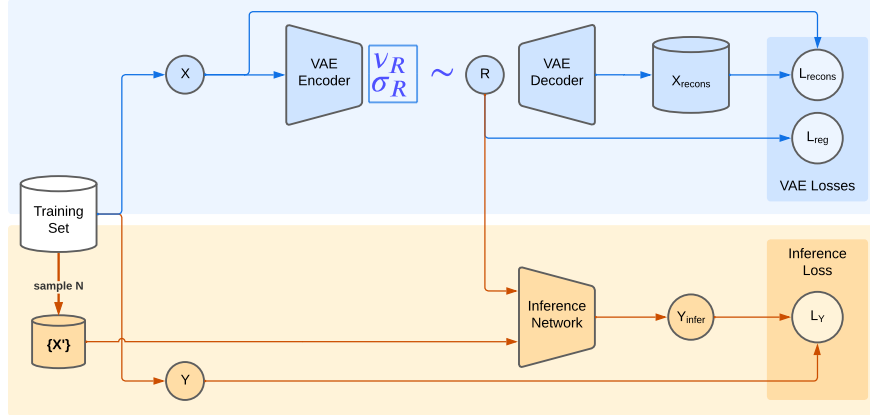 X
VAE
Encoder
ν_R
σ_R
~
R
VAE
Decoder
X_recons
L_recons
L_reg
VAE Losses
Training
Set
sample N
{X'}
Inference
Network
Y_infer
Inference
Loss
L_Y
Y